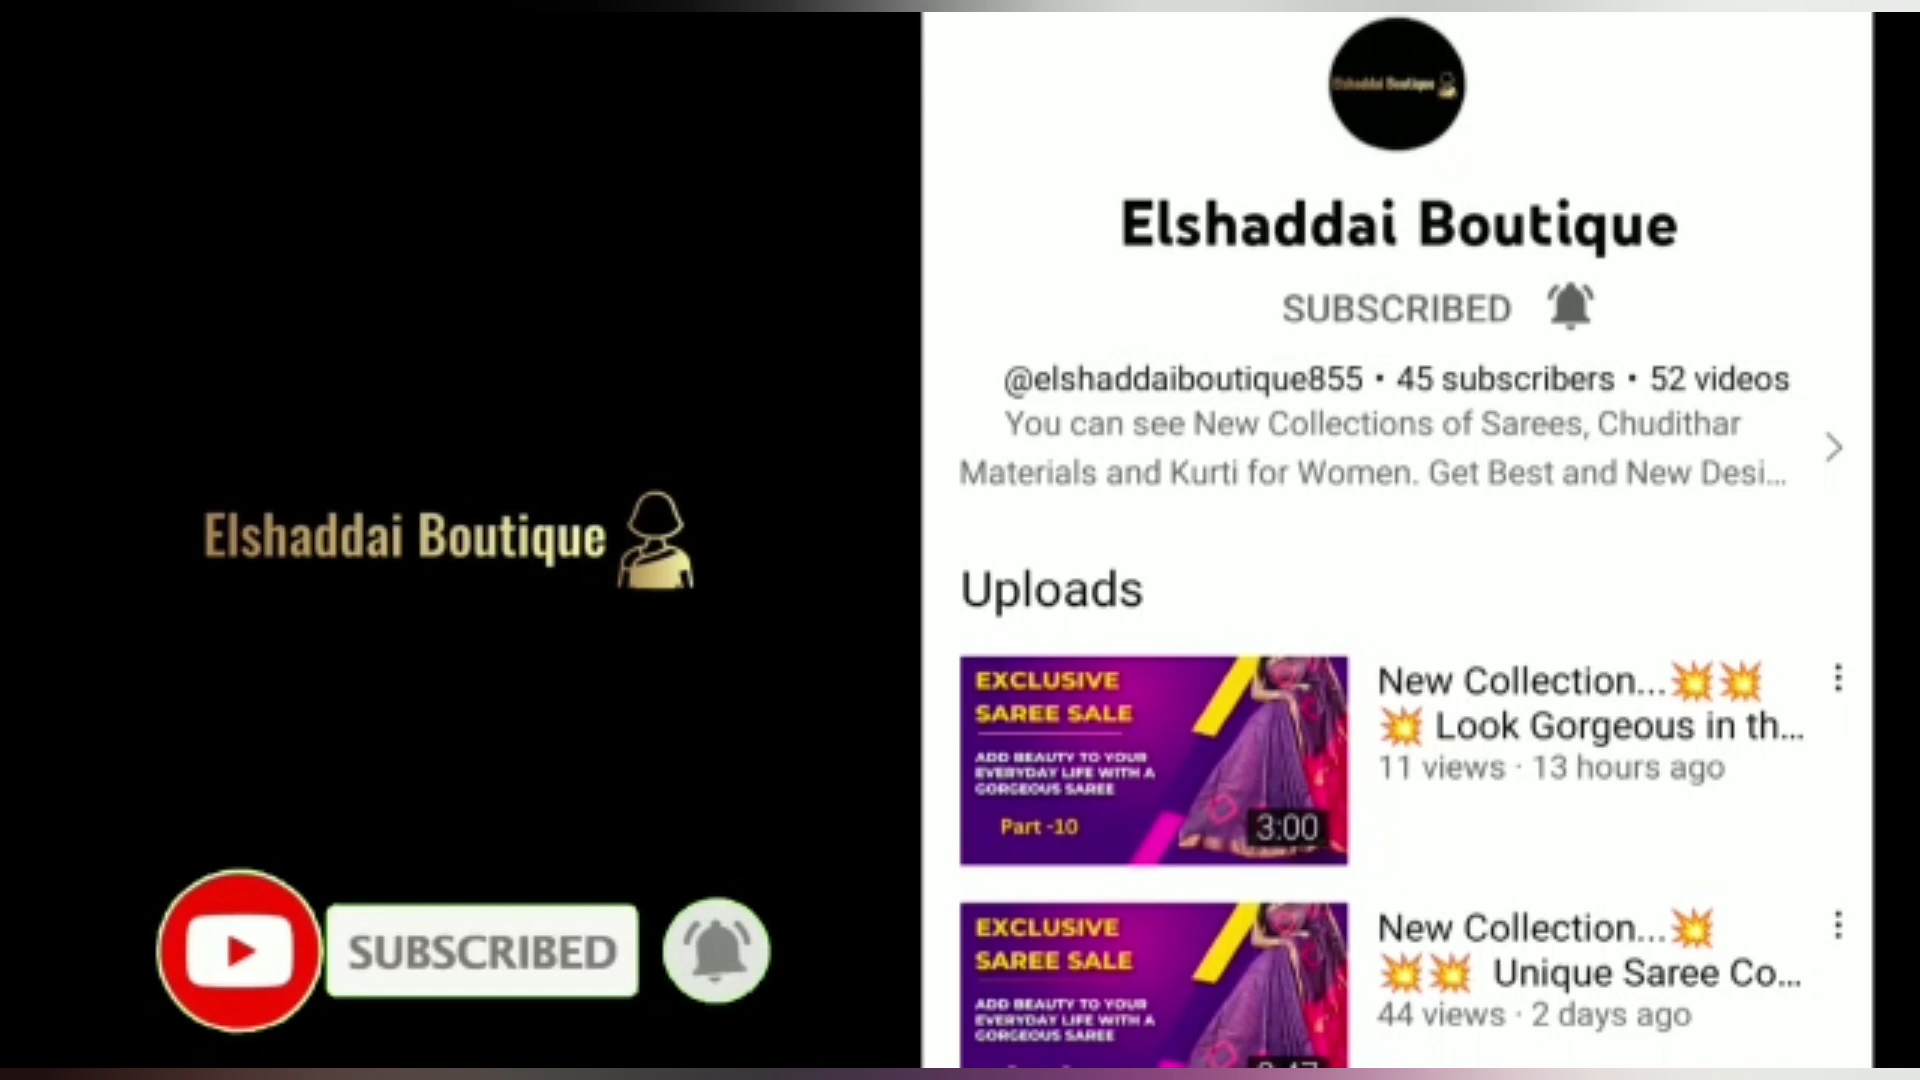 Elshaddai Boutique
SUBSCRIBED
Elshaddai Boutique
Elshaddai Boutique
SUBSCRIBED
@elshaddaiboutique855 • 45 subscribers • 52 videos
You can see New Collections of Sarees, Chudithar
Materials and Kurti for Women. Get Best and New Desi...
Uploads
EXCLUSIVE
SAREE SALE
ADD BEAUTY TO YOUR
EVERYDAY LIFE WITH A
GORGEOUS SAREE
Part -10
3:00
New Collection...💥💥
💥 Look Gorgeous in th...
11 views · 13 hours ago
EXCLUSIVE
SAREE SALE
ADD BEAUTY TO YOUR
EVERYDAY LIFE WITH A
GORGEOUS SAREE
New Collection...💥
💥💥 Unique Saree Co...
44 views · 2 days ago